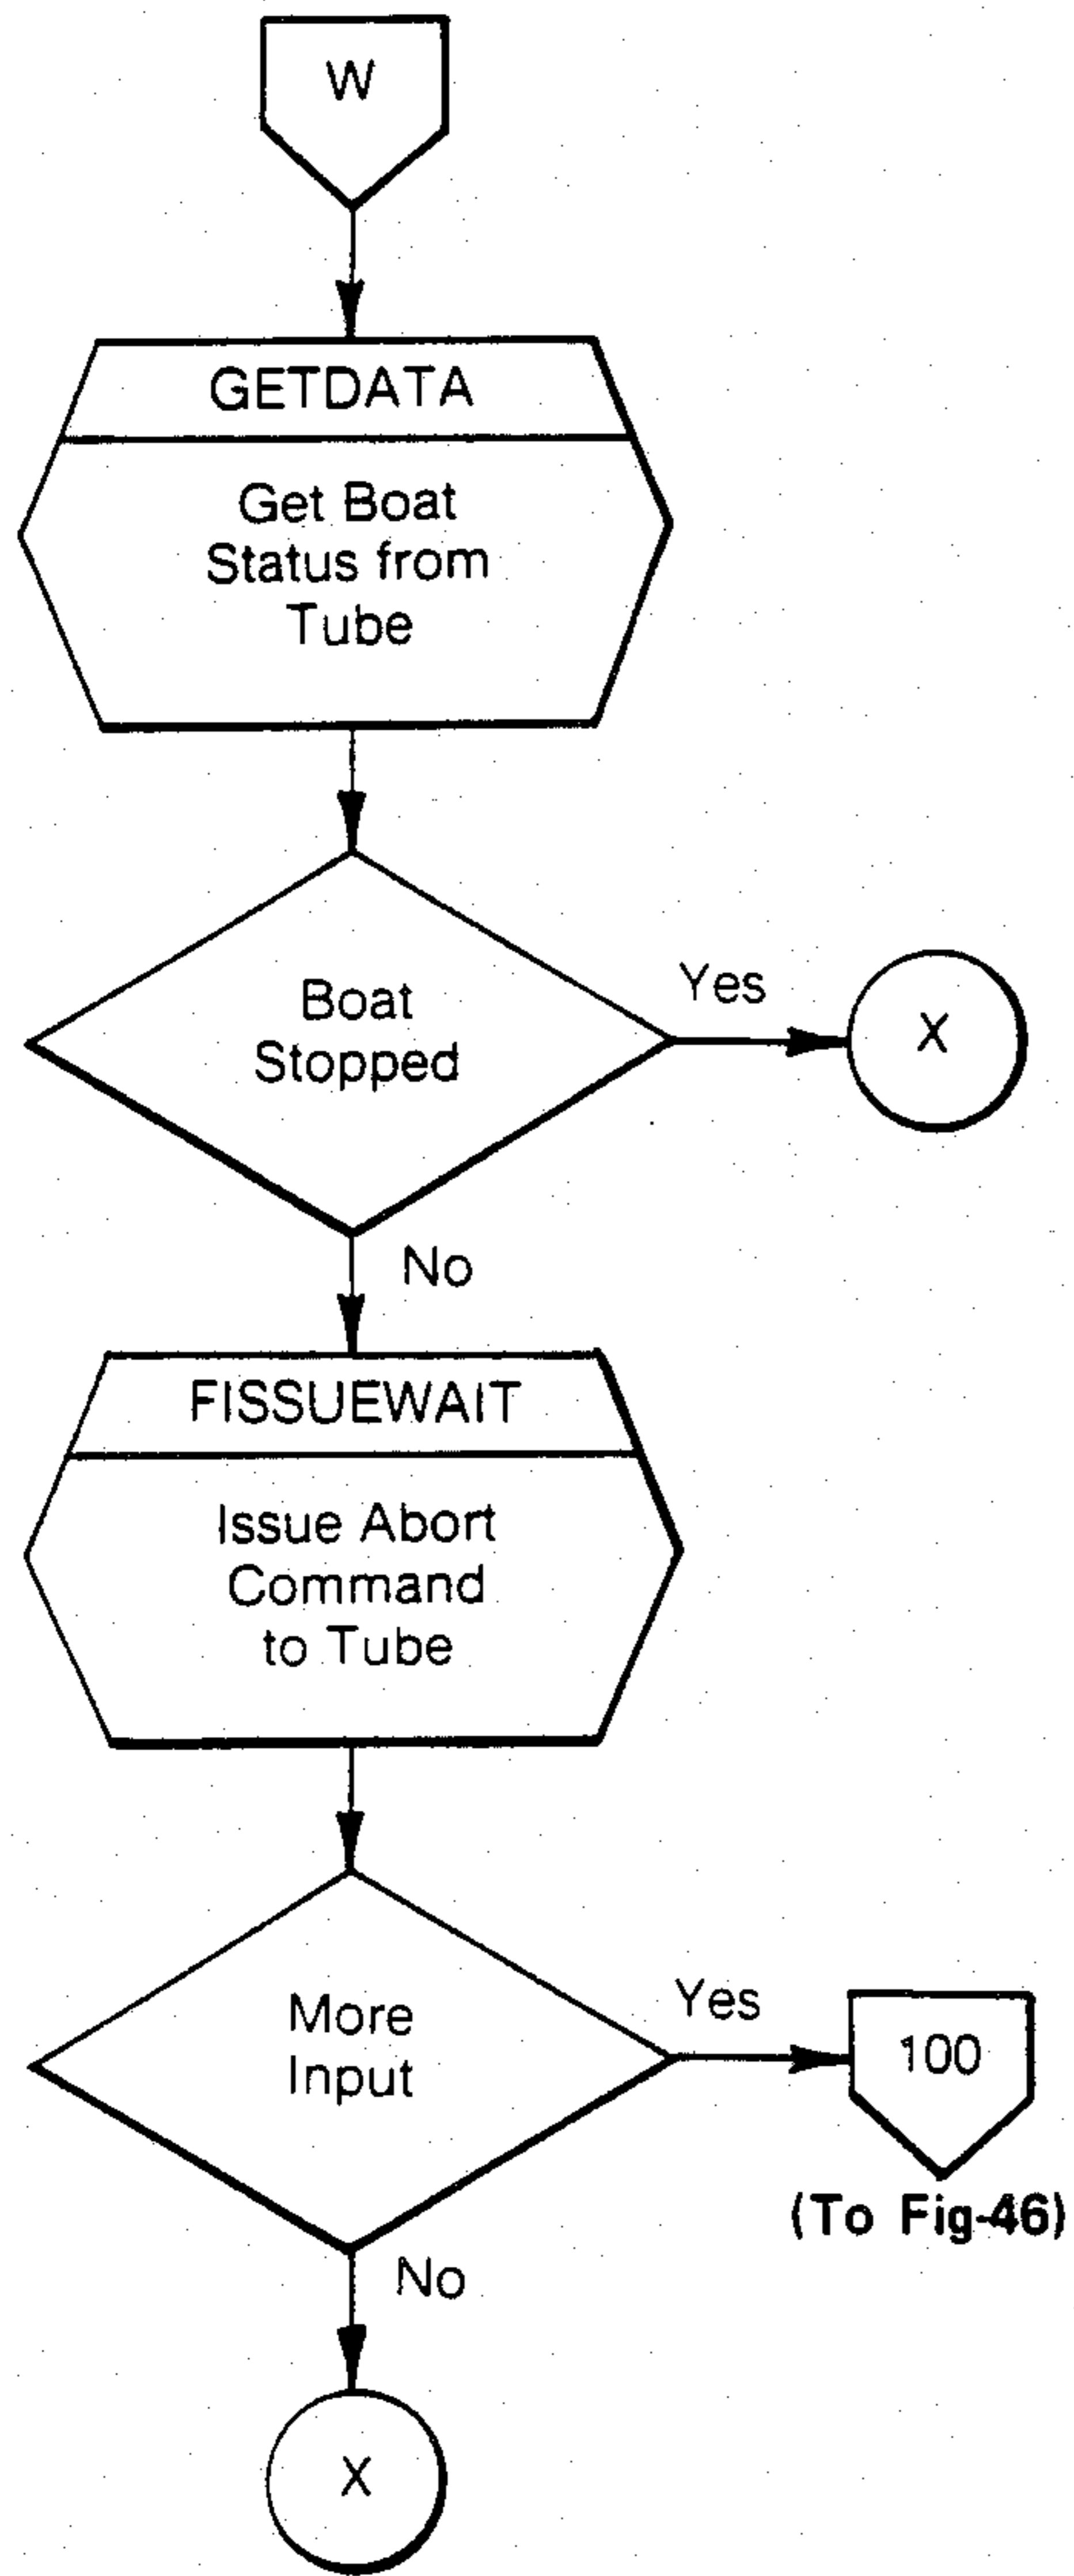 W
GETDATA
Get Boat
Status from
Tube
Boat
Stopped
Yes
X
No
FISSUEWAIT
Issue Abort
Command
to Tube
More
Input
Yes
100
(To Fig-46)
No
X